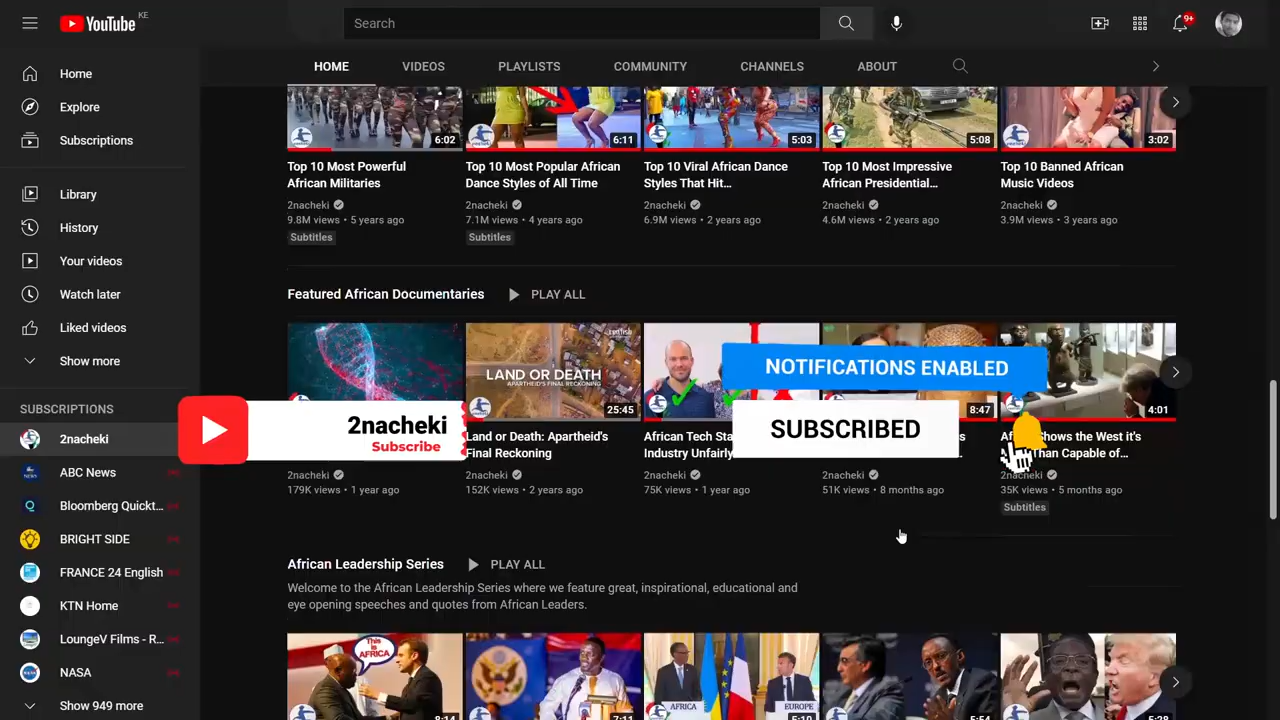 YouTube KE
Search
9+
HOME VIDEOS PLAYLISTS COMMUNITY CHANNELS ABOUT
Home
Explore
Subscriptions
Library
History
Your videos
Watch later
Liked videos
Show more
SUBSCRIPTIONS
2nacheki
ABC News
Bloomberg Quickt...
BRIGHT SIDE
FRANCE 24 English
KTN Home
LoungeV Films - R...
NASA
Show 949 more
6:02
Top 10 Most Powerful
African Militaries
2nacheki
9.8M views • 5 years ago
Subtitles
6:11
Top 10 Most Popular African
Dance Styles of All Time
2nacheki
7.1M views • 4 years ago
Subtitles
5:03
Top 10 Viral African Dance
Styles That Hit...
2nacheki
6.9M views • 2 years ago
5:08
Top 10 Most Impressive
African Presidential...
2nacheki
4.6M views • 2 years ago
3:02
Top 10 Banned African
Music Videos
2nacheki
3.9M views • 3 years ago
Featured African Documentaries PLAY ALL
2nacheki
Subscribe
2nacheki
179K views • 1 year ago
LAND OR DEATH
APARTHEID'S FINAL RECKONING
25:45
Land or Death: Apartheid's
Final Reckoning
2nacheki
152K views • 2 years ago
African Tech Sta
Industry Unfairly
2nacheki
75K views • 1 year ago
NOTIFICATIONS ENABLED
SUBSCRIBED
8:47
2nacheki
51K views • 8 months ago
4:01
Shows the West it's
Than Capable of...
2nacheki
35K views • 5 months ago
Subtitles
African Leadership Series PLAY ALL
Welcome to the African Leadership Series where we feature great, inspirational, educational and
eye opening speeches and quotes from African Leaders.
This is
AFRICA
8:14
7:11
AFRICA
EUROPE
5:10
5:54
5:28